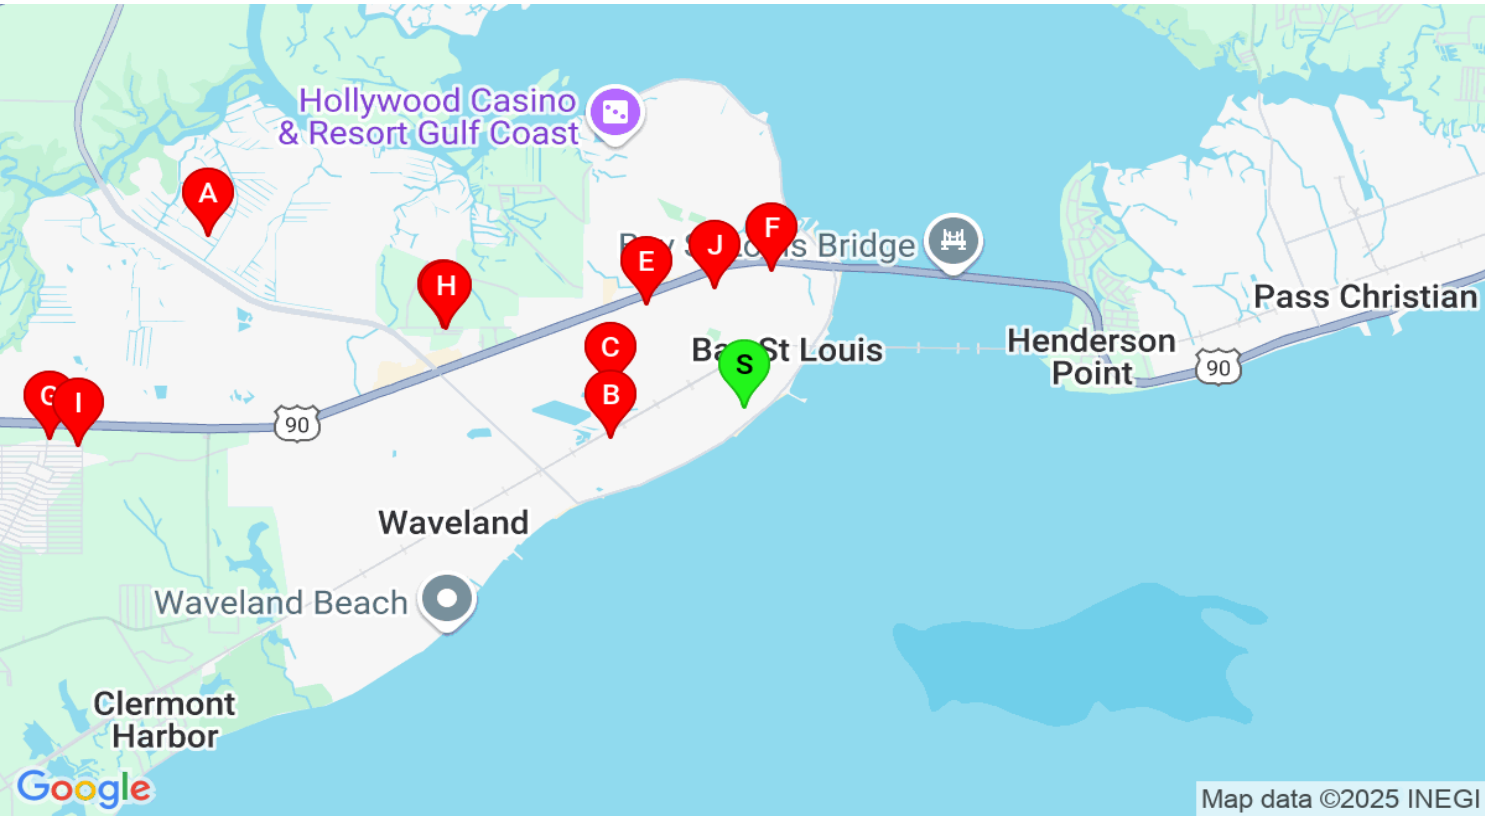 Hollywood Casino
& Resort Gulf Coast
A
F
J
E
H
Pass Christian
C
Bay St Louis
S
Henderson
Point
90
B
G
I
90
Waveland
Waveland Beach
Clermont
Harbor
Google
Map data ©2025 INEGI